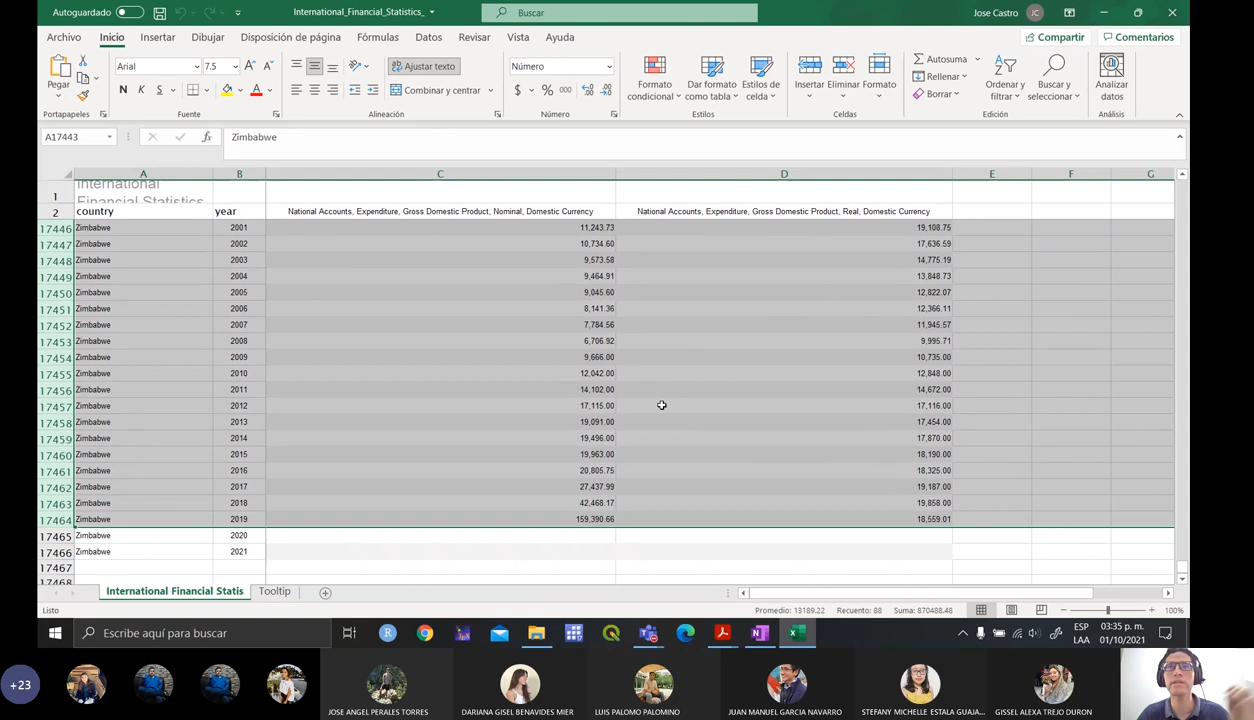 Autoguardado
International_Financial_Statistics_
Buscar
Jose Castro
JC
Archivo
Inicio
Insertar
Dibujar
Disposición de página
Fórmulas
Datos
Revisar
Vista
Ayuda
Compartir
Comentarios
Pegar
Arial
7.5
N K S
Ajustar texto
Combinar y centrar
Número
$ % 000
Formato condicional
Dar formato como tabla
Estilos de celda
Insertar
Eliminar
Formato
Autosuma
Rellenar
Borrar
Ordenar y filtrar
Buscar y seleccionar
Analizar datos
Portapapeles
Fuente
Alineación
Número
Estilos
Celdas
Edición
Análisis
A17443
fx
Zimbabwe
A B C D E F G
1 International Financial Statistics
2 country year National Accounts, Expenditure, Gross Domestic Product, Nominal, Domestic Currency National Accounts, Expenditure, Gross Domestic Product, Real, Domestic Currency
17446 Zimbabwe 2001 11,243.73 19,108.75
17447 Zimbabwe 2002 10,734.60 17,636.59
17448 Zimbabwe 2003 9,573.58 14,775.19
17449 Zimbabwe 2004 9,464.91 13,848.73
17450 Zimbabwe 2005 9,045.60 12,822.07
17451 Zimbabwe 2006 8,141.36 12,366.11
17452 Zimbabwe 2007 7,784.56 11,945.57
17453 Zimbabwe 2008 6,706.92 9,995.71
17454 Zimbabwe 2009 9,666.00 10,735.00
17455 Zimbabwe 2010 12,042.00 12,848.00
17456 Zimbabwe 2011 14,102.00 14,672.00
17457 Zimbabwe 2012 17,115.00 17,116.00
17458 Zimbabwe 2013 19,091.00 17,454.00
17459 Zimbabwe 2014 19,496.00 17,870.00
17460 Zimbabwe 2015 19,963.00 18,190.00
17461 Zimbabwe 2016 20,805.75 18,325.00
17462 Zimbabwe 2017 27,437.99 19,187.00
17463 Zimbabwe 2018 42,468.17 19,858.00
17464 Zimbabwe 2019 159,390.66 18,559.01
17465 Zimbabwe 2020
17466 Zimbabwe 2021
17467
17468
International Financial Statis
Tooltip
Listo
Promedio: 13189.22
Recuento: 88
Suma: 870488.48
100%
Escribe aquí para buscar
ESP
LAA
03:35 p. m.
01/10/2021
+23
JOSE ANGEL PERALES TORRES
DARIANA GISEL BENAVIDES MIER
LUIS PALOMO PALOMINO
JUAN MANUEL GARCIA NAVARRO
STEFANY MICHELLE ESTALA GUAJA...
GISSEL ALEXA TREJO DURON